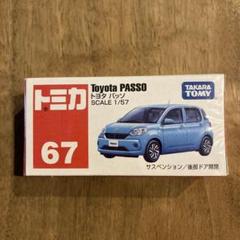 トミカ
67
Toyota PASSO
トヨタ パッソ
SCALE 1/57
TAKARA
TOMY
サスペンション／後部ドア開閉